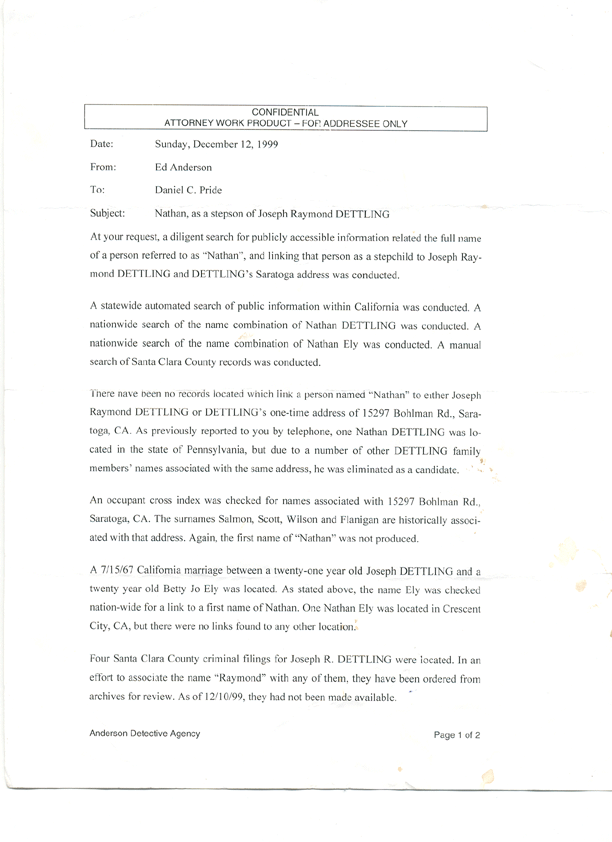 CONFIDENTIAL
ATTORNEY WORK PRODUCT – FOR ADDRESSEE ONLY
Date: Sunday, December 12, 1999
From: Ed Anderson
To: Daniel C. Pride
Subject: Nathan, as a stepson of Joseph Raymond DETTLING
At your request, a diligent search for publicly accessible information related the full name
of a person referred to as “Nathan”, and linking that person as a stepchild to Joseph Ray-
mond DETTLING and DETTLING’s Saratoga address was conducted.
A statewide automated search of public information within California was conducted. A
nationwide search of the name combination of Nathan DETTLING was conducted. A
nationwide search of the name combination of Nathan Ely was conducted. A manual
search of Santa Clara County records was conducted.
There have been no records located which link a person named “Nathan” to either Joseph
Raymond DETTLING or DETTLING’s one-time address of 15297 Bohlman Rd., Sara-
toga, CA. As previously reported to you by telephone, one Nathan DETTLING was lo-
cated in the state of Pennsylvania, but due to a number of other DETTLING family
members’ names associated with the same address, he was eliminated as a candidate.
An occupant cross index was checked for names associated with 15297 Bohlman Rd.,
Saratoga, CA. The surnames Salmon, Scott, Wilson and Flanigan are historically associ-
ated with that address. Again, the first name of “Nathan” was not produced.
A 7/15/67 California marriage between a twenty-one year old Joseph DETTLING and a
twenty year old Betty Jo Ely was located. As stated above, the name Ely was checked
nation-wide for a link to a first name of Nathan. One Nathan Ely was located in Crescent
City, CA, but there were no links found to any other location.
Four Santa Clara County criminal filings for Joseph R. DETTLING were located. In an
effort to associate the name “Raymond” with any of them, they have been ordered from
archives for review. As of 12/10/99, they had not been made available.
Anderson Detective Agency Page 1 of 2